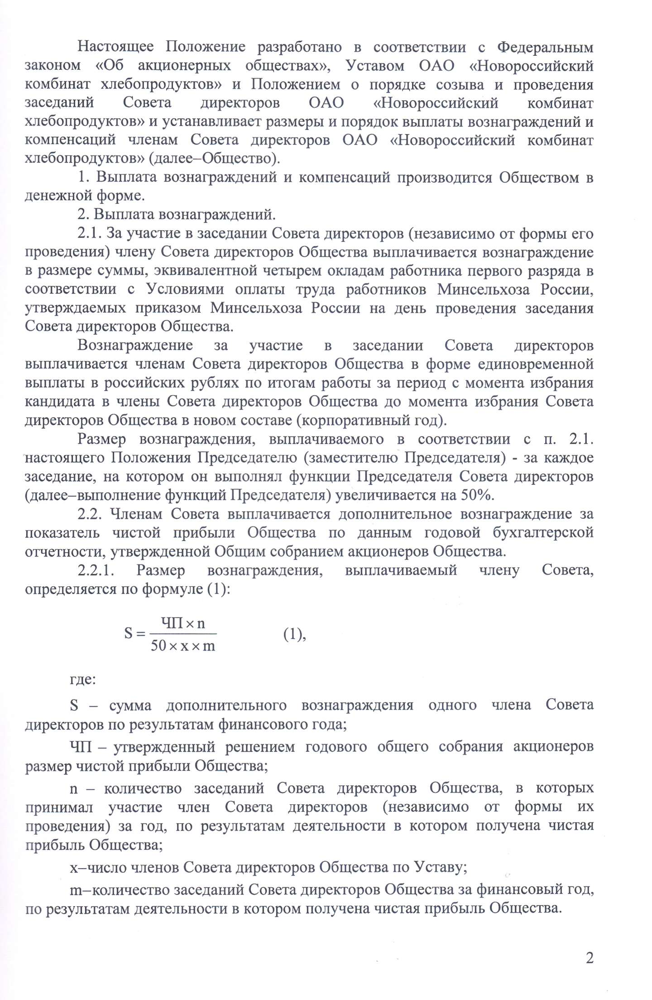 Настоящее Положение разработано в соответствии с Федеральным
законом «Об акционерных обществах», Уставом ОАО «Новороссийский
комбинат хлебопродуктов» и Положением о порядке созыва и проведения
заседаний Совета директоров ОАО «Новороссийский комбинат
хлебопродуктов» и устанавливает размеры и порядок выплаты вознаграждений и
компенсаций членам Совета директоров ОАО «Новороссийский комбинат
хлебопродуктов» (далее–Общество).
1. Выплата вознаграждений и компенсаций производится Обществом в
денежной форме.
2. Выплата вознаграждений.
2.1. За участие в заседании Совета директоров (независимо от формы его
проведения) члену Совета директоров Общества выплачивается вознаграждение
в размере суммы, эквивалентной четырем окладам работника первого разряда в
соответствии с Условиями оплаты труда работников Минсельхоза России,
утверждаемых приказом Минсельхоза России на день проведения заседания
Совета директоров Общества.
Вознаграждение за участие в заседании Совета директоров
выплачивается членам Совета директоров Общества в форме единовременной
выплаты в российских рублях по итогам работы за период с момента избрания
кандидата в члены Совета директоров Общества до момента избрания Совета
директоров Общества в новом составе (корпоративный год).
Размер вознаграждения, выплачиваемого в соответствии с п. 2.1.
настоящего Положения Председателю (заместителю Председателя) - за каждое
заседание, на котором он выполнял функции Председателя Совета директоров
(далее–выполнение функций Председателя) увеличивается на 50%.
2.2. Членам Совета выплачивается дополнительное вознаграждение за
показатель чистой прибыли Общества по данным годовой бухгалтерской
отчетности, утвержденной Общим собранием акционеров Общества.
2.2.1. Размер вознаграждения, выплачиваемый члену Совета,
определяется по формуле (1):
ЧП × n
S = (1),
50 × x × m
где:
S – сумма дополнительного вознаграждения одного члена Совета
директоров по результатам финансового года;
ЧП – утвержденный решением годового общего собрания акционеров
размер чистой прибыли Общества;
n – количество заседаний Совета директоров Общества, в которых
принимал участие член Совета директоров (независимо от формы их
проведения) за год, по результатам деятельности в котором получена чистая
прибыль Общества;
x–число членов Совета директоров Общества по Уставу;
m–количество заседаний Совета директоров Общества за финансовый год,
по результатам деятельности в котором получена чистая прибыль Общества.
2